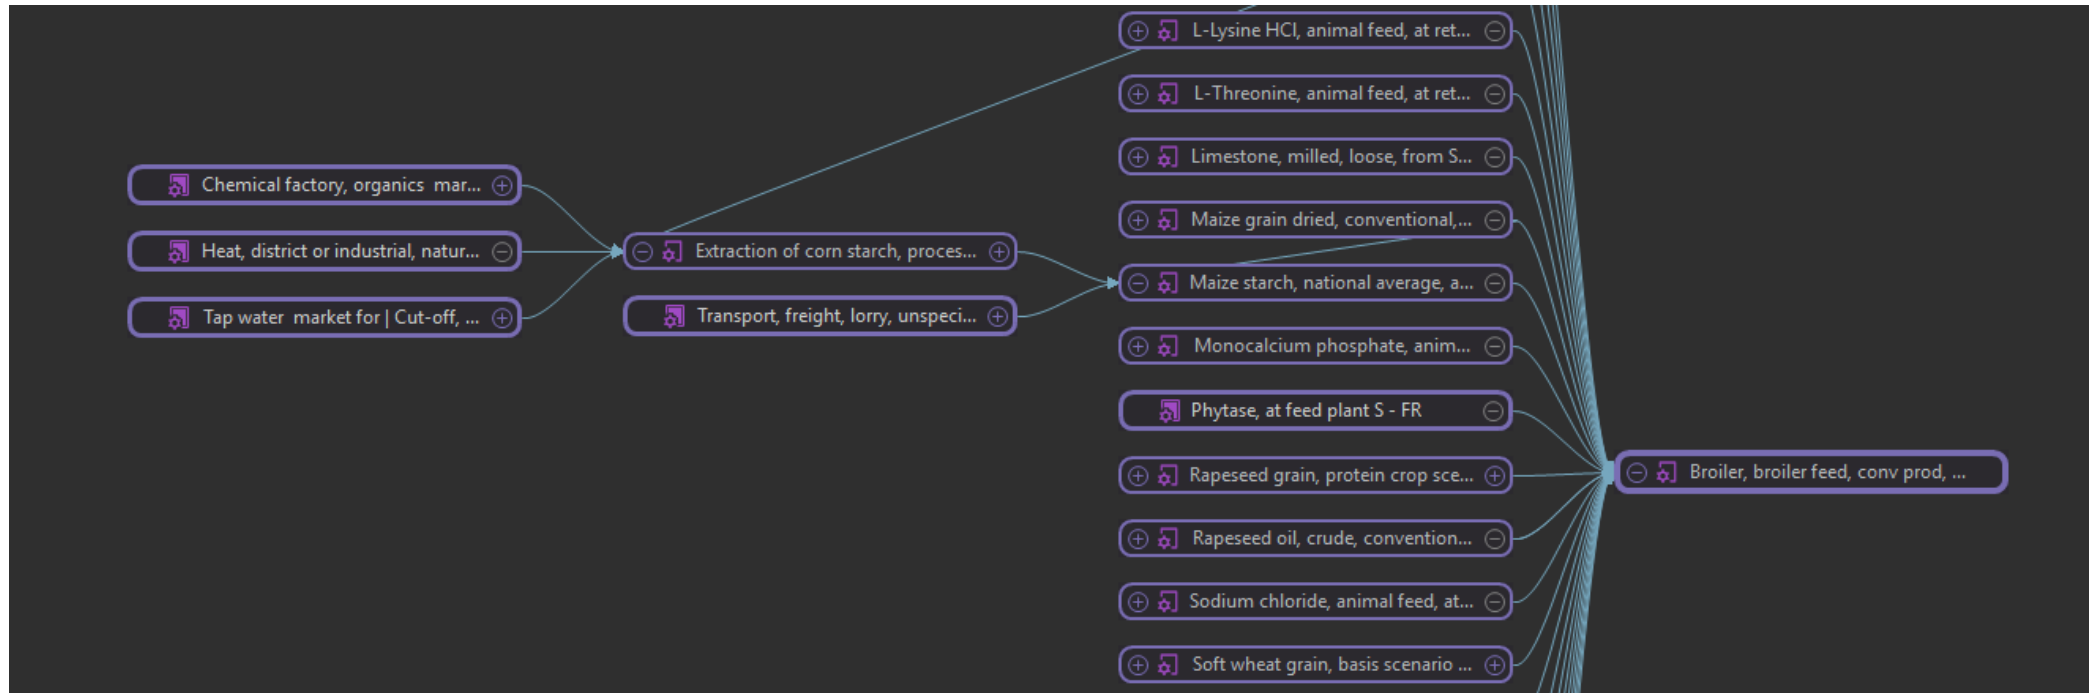 Chemical factory, organics  mar...
Heat, district or industrial, natur...
Tap water  market for | Cut-off, ...
Extraction of corn starch, proces...
Transport, freight, lorry, unspeci...
L-Lysine HCl, animal feed, at ret...
L-Threonine, animal feed, at ret...
Limestone, milled, loose, from S...
Maize grain dried, conventional,...
Maize starch, national average, a...
Monocalcium phosphate, anim...
Phytase, at feed plant S - FR
Rapeseed grain, protein crop sce...
Rapeseed oil, crude, convention...
Sodium chloride, animal feed, at...
Soft wheat grain, basis scenario ...
Broiler, broiler feed, conv prod, ...